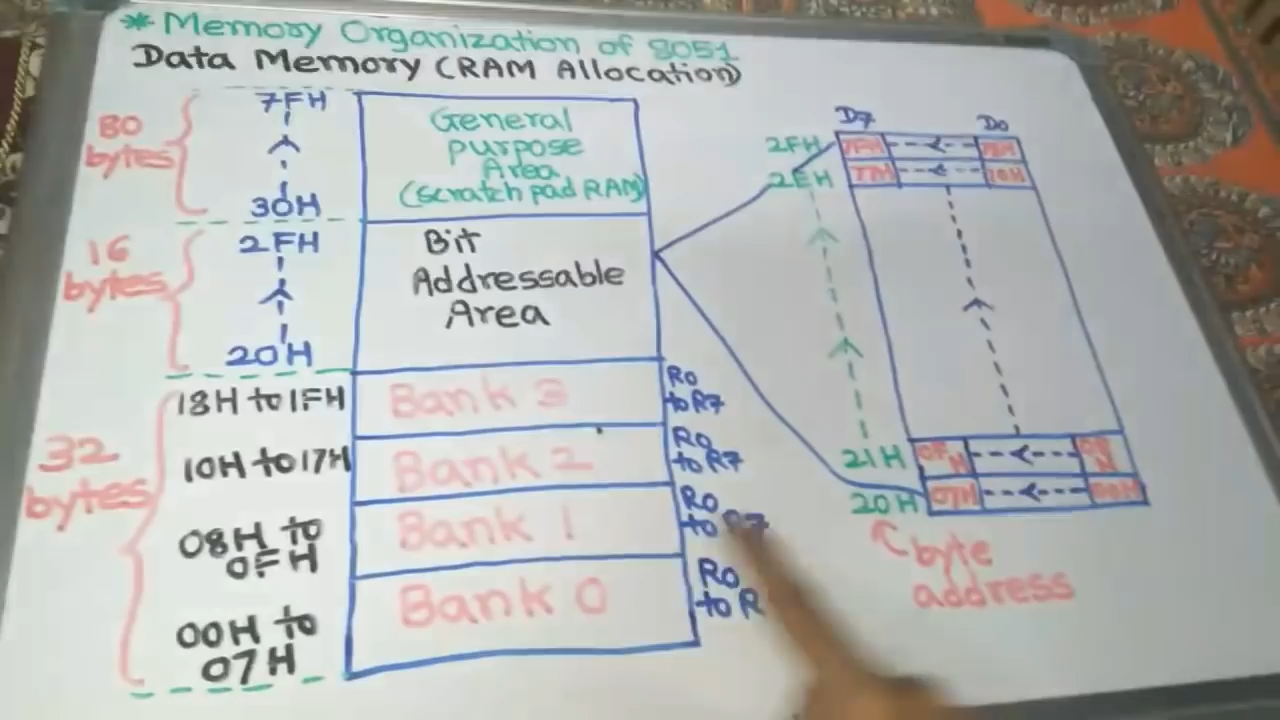 * Memory Organization of 8051
Data Memory (RAM Allocation)
80 bytes
7FH
30H
General
purpose
Area
(scratch pad RAM)
16 bytes
2FH
20H
Bit
Addressable
Area
32 bytes
18H to 1FH
Bank 3
R0
to R7
10H to 17H
Bank 2
R0
to R7
08H to
0FH
Bank 1
R0
to
00H to
07H
Bank 0
R0
to R
D7
D0
2FH
7FH
2EH
77H
70H
21H
0FH
20H
07H
00H
byte
address